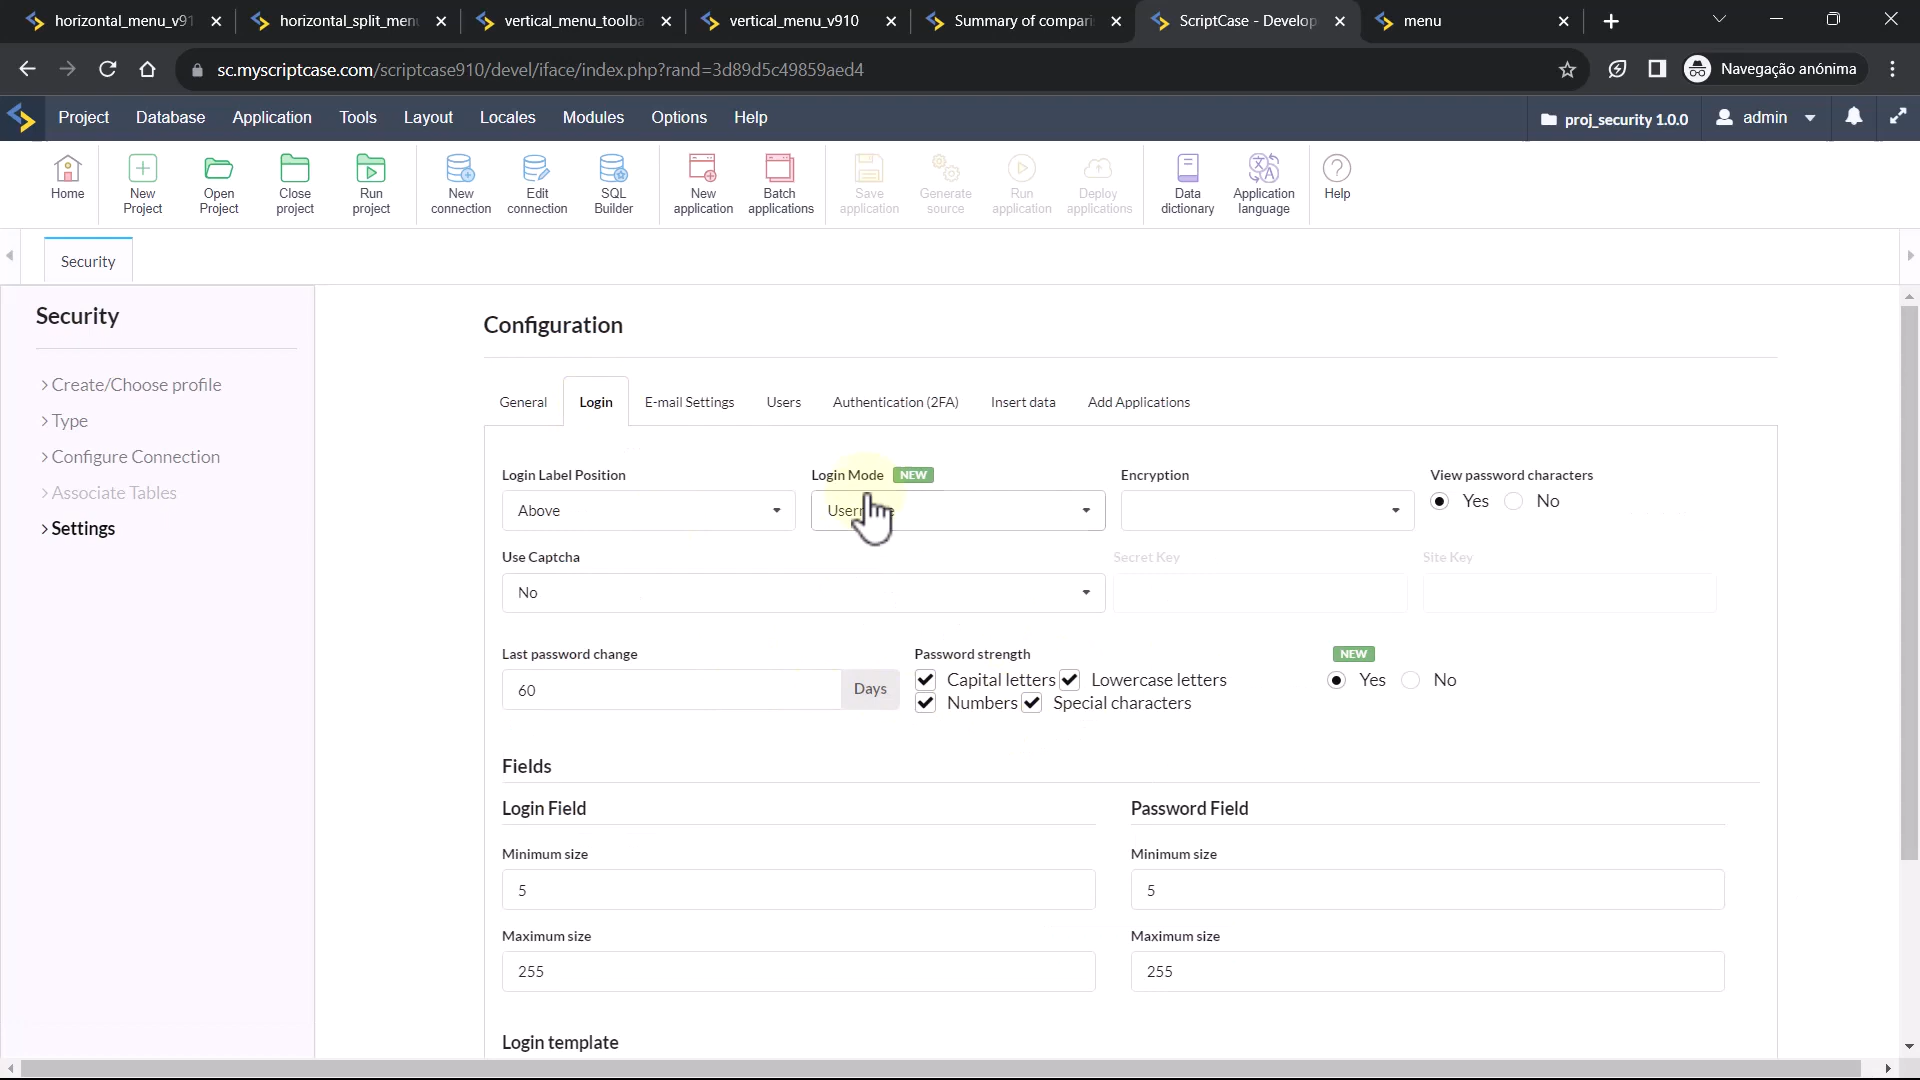 horizontal_menu_v91
horizontal_split_men
vertical_menu_toolba
vertical_menu_v910
Summary of compari
ScriptCase - Develop
menu
sc.myscriptcase.com/scriptcase910/devel/iface/index.php?rand=3d89d5c49859aed4
Navegação anónima
Project Database Application Tools Layout Locales Modules Options Help
proj_security 1.0.0
admin
Home
New Project
Open Project
Close project
Run project
New connection
Edit connection
SQL Builder
New application
Batch applications
Save application
Generate source
Run application
Deploy applications
Data dictionary
Application language
Help
Security
Security
> Create/Choose profile
> Type
> Configure Connection
> Associate Tables
> Settings
Configuration
General Login E-mail Settings Users Authentication (2FA) Insert data Add Applications
Login Label Position
Above
Login Mode NEW
Encryption
View password characters
Yes No
Use Captcha
No
Secret Key
Site Key
Last password change
60 Days
Password strength
Capital letters Lowercase letters
Numbers Special characters
NEW
Yes No
Fields
Login Field
Password Field
Minimum size
5
Minimum size
5
Maximum size
255
Maximum size
255
Login template